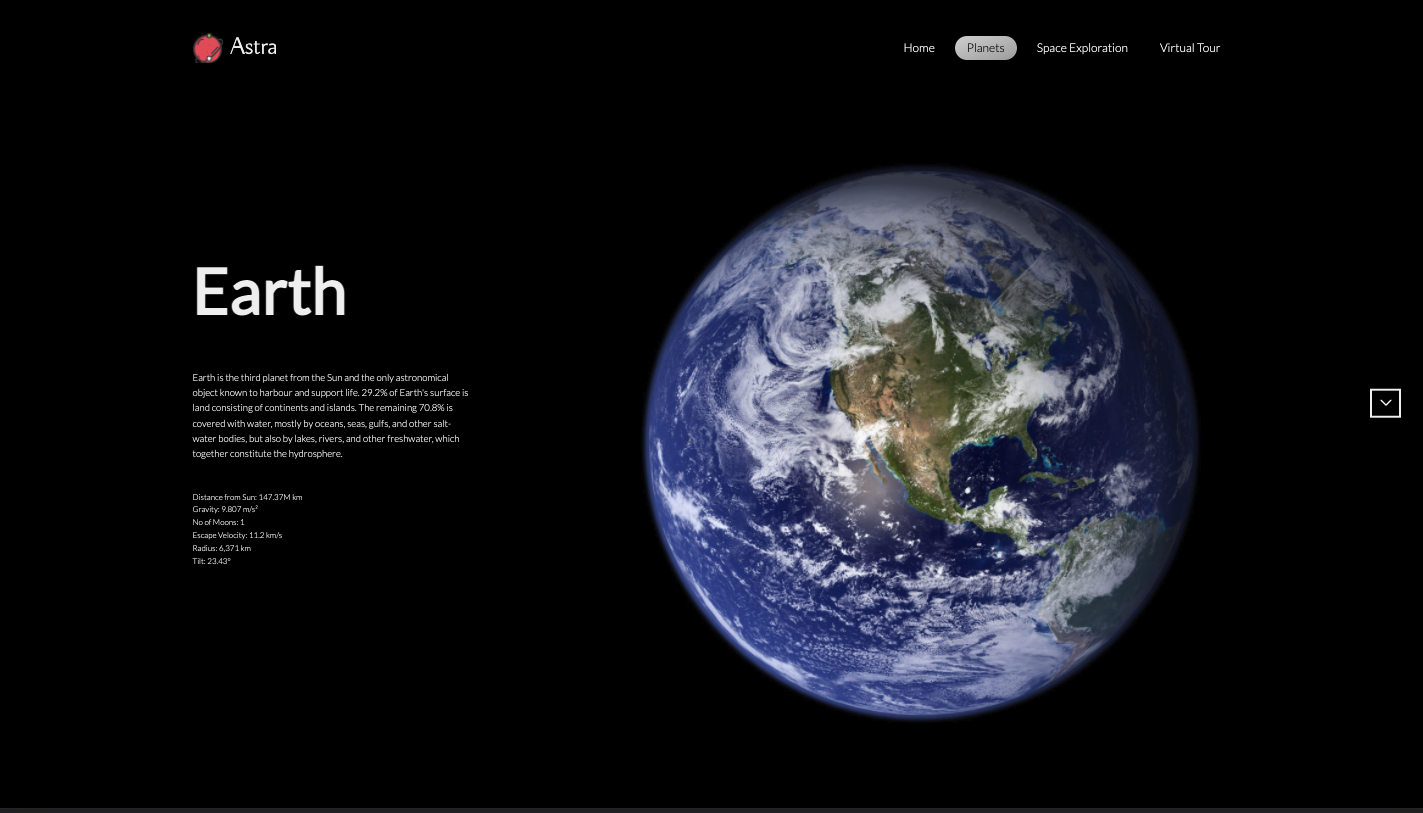 Astra
Home
Planets
Space Exploration
Virtual Tour
Earth
Earth is the third planet from the Sun and the only astronomical
object known to harbour and support life. 29.2% of Earth's surface is
land consisting of continents and islands. The remaining 70.8% is
covered with water, mostly by oceans, seas, gulfs, and other salt-
water bodies, but also by lakes, rivers, and other freshwater, which
together constitute the hydrosphere.
Distance from Sun: 147.37M km
Gravity: 9.807 m/s²
No of Moons: 1
Escape Velocity: 11.2 km/s
Radius: 6,371 km
Tilt: 23.43°